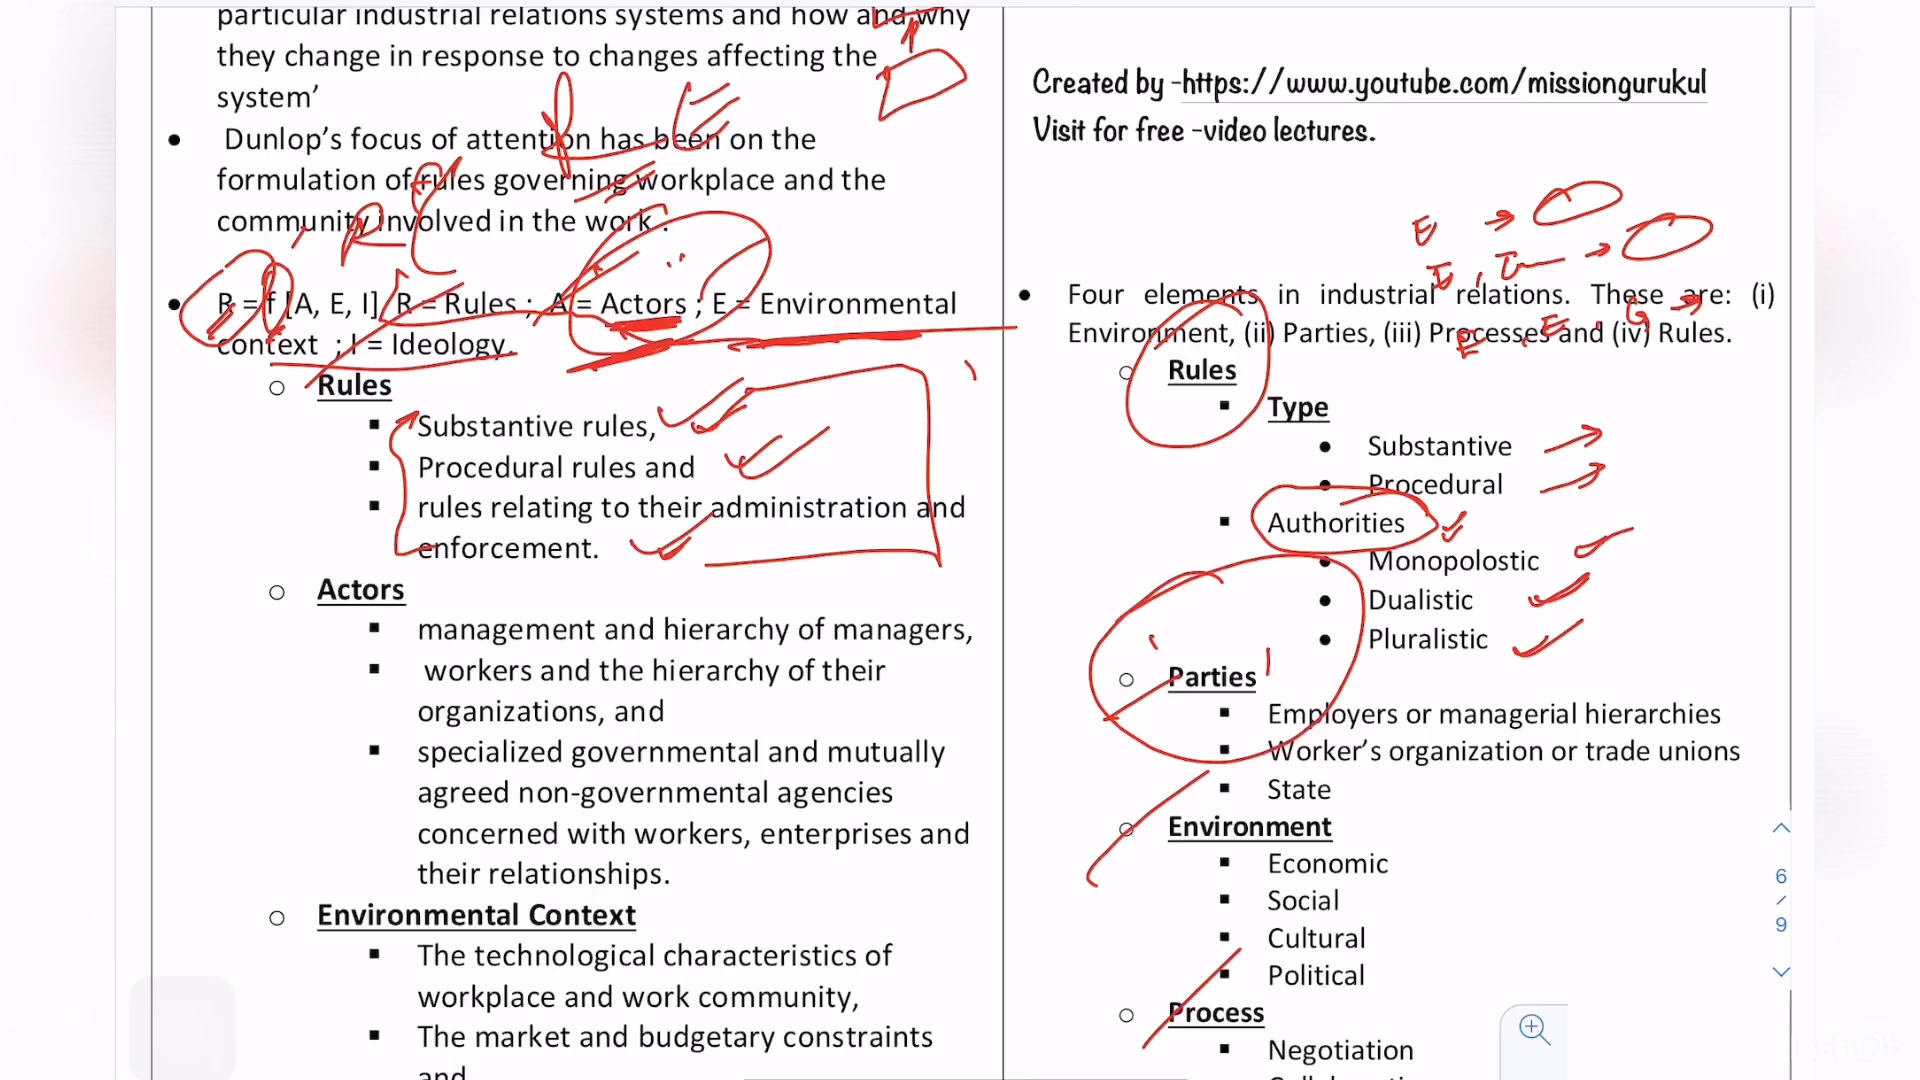 particular industrial relations systems and how and why
they change in response to changes affecting the
system’
• Dunlop’s focus of attention has been on the
formulation of rules governing workplace and the
community involved in the work .
• R = f [A, E, I] R = Rules ; A = Actors ; E = Environmental
context ; I = Ideology.
Rules
Substantive rules,
Procedural rules and
rules relating to their administration and
enforcement.
Actors
management and hierarchy of managers,
workers and the hierarchy of their
organizations, and
specialized governmental and mutually
agreed non-governmental agencies
concerned with workers, enterprises and
their relationships.
Environmental Context
The technological characteristics of
workplace and work community,
The market and budgetary constraints
and
R E
R
Created by -https://www.youtube.com/missiongurukul
Visit for free -video lectures.
E
E
E , E , G
• Four elements in industrial relations. These are: (i)
Environment, (ii) Parties, (iii) Processes and (iv) Rules.
Rules
Type
• Substantive
• Procedural
Authorities
• Monopolostic
• Dualistic
• Pluralistic
Parties
Employers or managerial hierarchies
Worker’s organization or trade unions
State
Environment
Economic
Social
Cultural
Political
Process
Negotiation
6
/
9